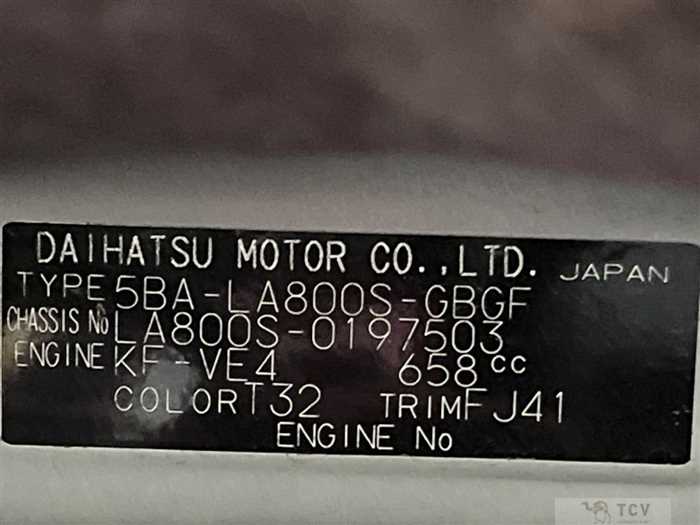 DAIHATSU MOTOR CO.,LTD. JAPAN
TYPE 5BA-LA800S-GBGF
CHASSIS No LA800S-0197503
ENGINE KF-VE4 658cc
COLOR T32 TRIM FJ41
ENGINE No
TCV